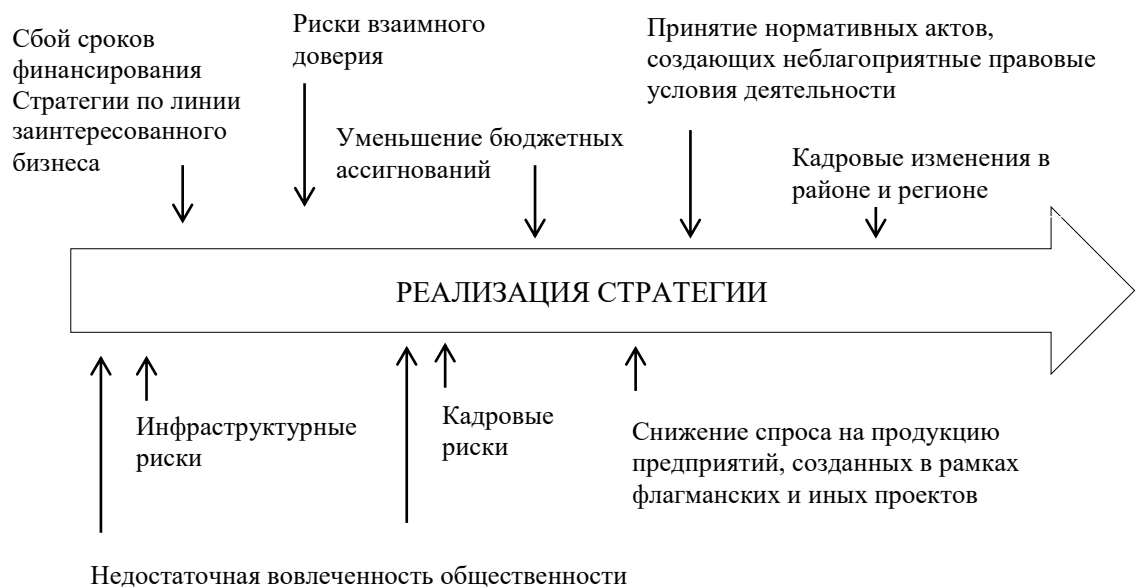 Сбой сроков
финансирования
Стратегии по линии
заинтересованного
бизнеса
Риски взаимного
доверия
Уменьшение бюджетных
ассигнований
Принятие нормативных актов,
создающих неблагоприятные правовые
условия деятельности
Кадровые изменения в
районе и регионе
РЕАЛИЗАЦИЯ СТРАТЕГИИ
Инфраструктурные
риски
Кадровые
риски
Снижение спроса на продукцию
предприятий, созданных в рамках
флагманских и иных проектов
Недостаточная вовлеченность общественности